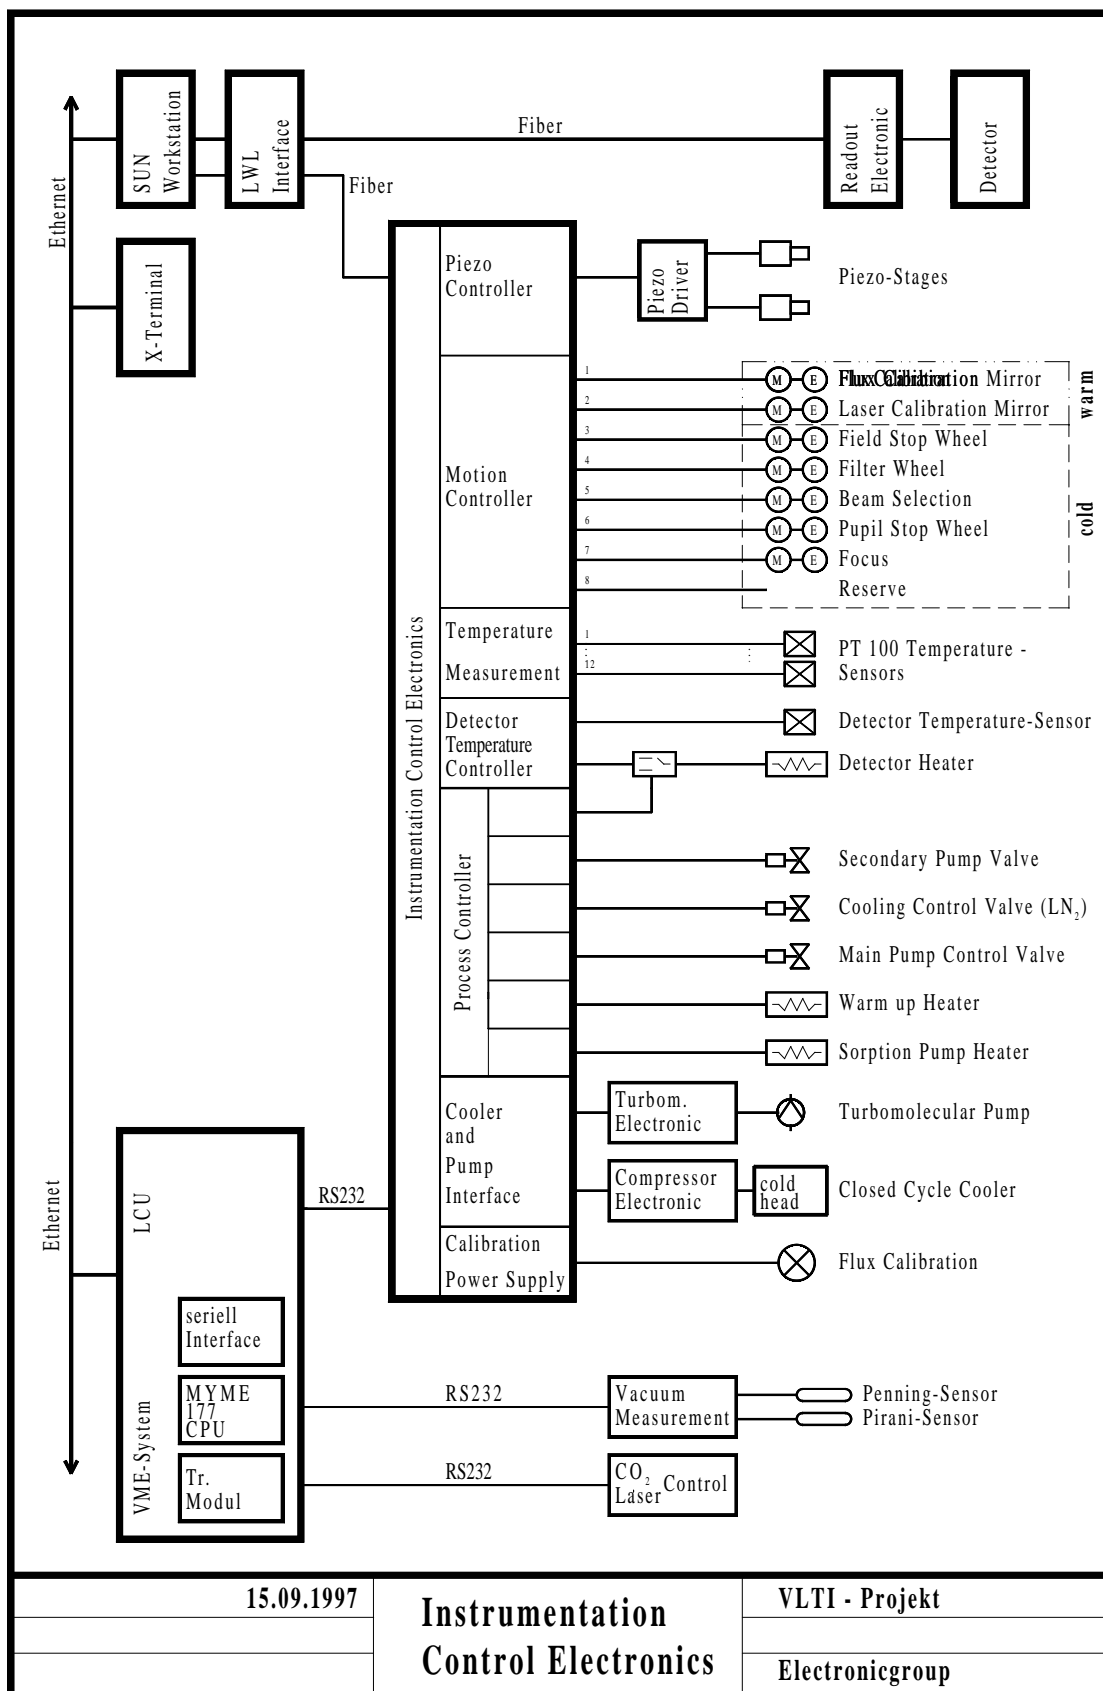 Ethernet
SUN
Workstation
LWL
Interface
Fiber
Fiber
Readout
Electronic
Detector
X-Terminal
Instrumentation Control Electronics
Piezo
Controller
Piezo
Driver
Piezo-Stages
Motion
Controller
1 M E Calibration Mirror
2 M E Laser Calibration Mirror
3 M E Field Stop Wheel
4 M E Filter Wheel
5 M E Beam Selection
6 M E Pupil Stop Wheel
7 M E Focus
8 Reserve
warm
cold
Temperature
Measurement
1
12
PT 100 Temperature -
Sensors
Detector
Temperature
Controller
Detector Temperature-Sensor
Detector Heater
Process Controller
Secondary Pump Valve
Cooling Control Valve (LN2)
Main Pump Control Valve
Warm up Heater
Sorption Pump Heater
Cooler
and
Pump
Interface
Turbom.
Electronic
Turbomolecular Pump
Compressor
Electronic
cold
head
Closed Cycle Cooler
Calibration
Power Supply
Flux Calibration
Ethernet
LCU
VME-System
RS232
seriell
Interface
MYME
177
CPU
Tr.
Modul
RS232
Vacuum
Measurement
Penning-Sensor
Pirani-Sensor
RS232
CO2
Laser Control
15.09.1997
Instrumentation
Control Electronics
VLTI - Projekt
Electronicgroup